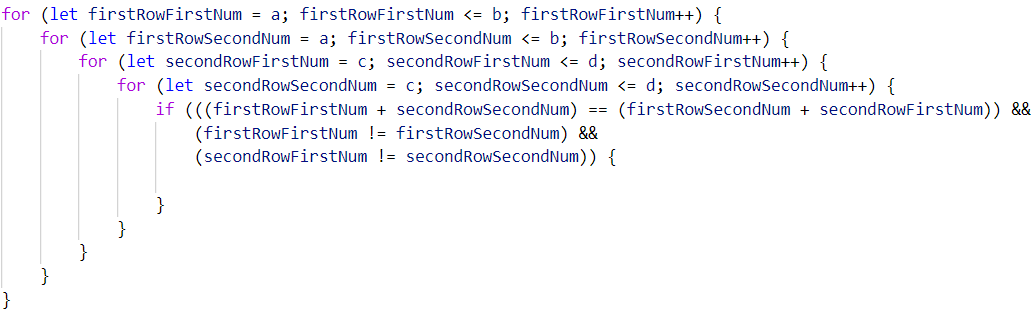 for (let firstRowFirstNum = a; firstRowFirstNum <= b; firstRowFirstNum++) {
    for (let firstRowSecondNum = a; firstRowSecondNum <= b; firstRowSecondNum++) {
        for (let secondRowFirstNum = c; secondRowFirstNum <= d; secondRowFirstNum++) {
            for (let secondRowSecondNum = c; secondRowSecondNum <= d; secondRowSecondNum++) {
                if (((firstRowFirstNum + secondRowSecondNum) == (firstRowSecondNum + secondRowFirstNum)) &&
                    (firstRowFirstNum != firstRowSecondNum) &&
                    (secondRowFirstNum != secondRowSecondNum)) {

                }
            }
        }
    }
}